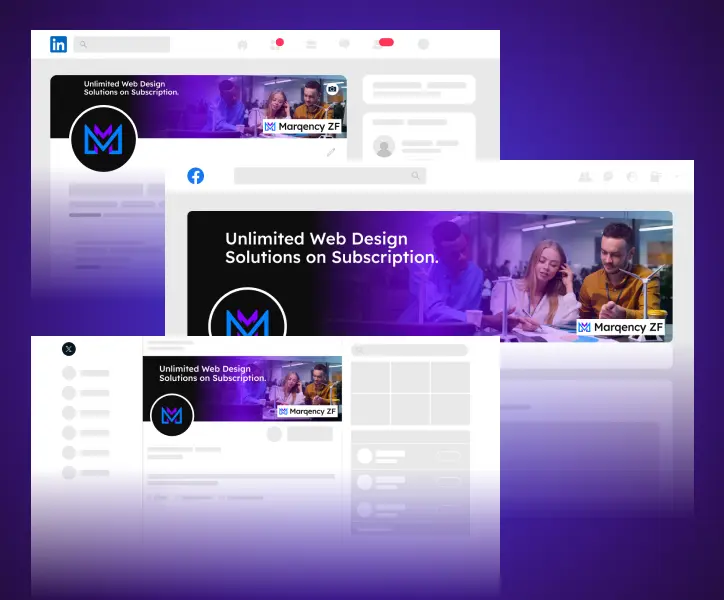 in
Unlimited Web Design
Solutions on Subscription.
Marqency ZF
f
Unlimited Web Design
Solutions on Subscription.
Marqency ZF
X
Unlimited Web Design
Solutions on Subscription.
Marqency ZF